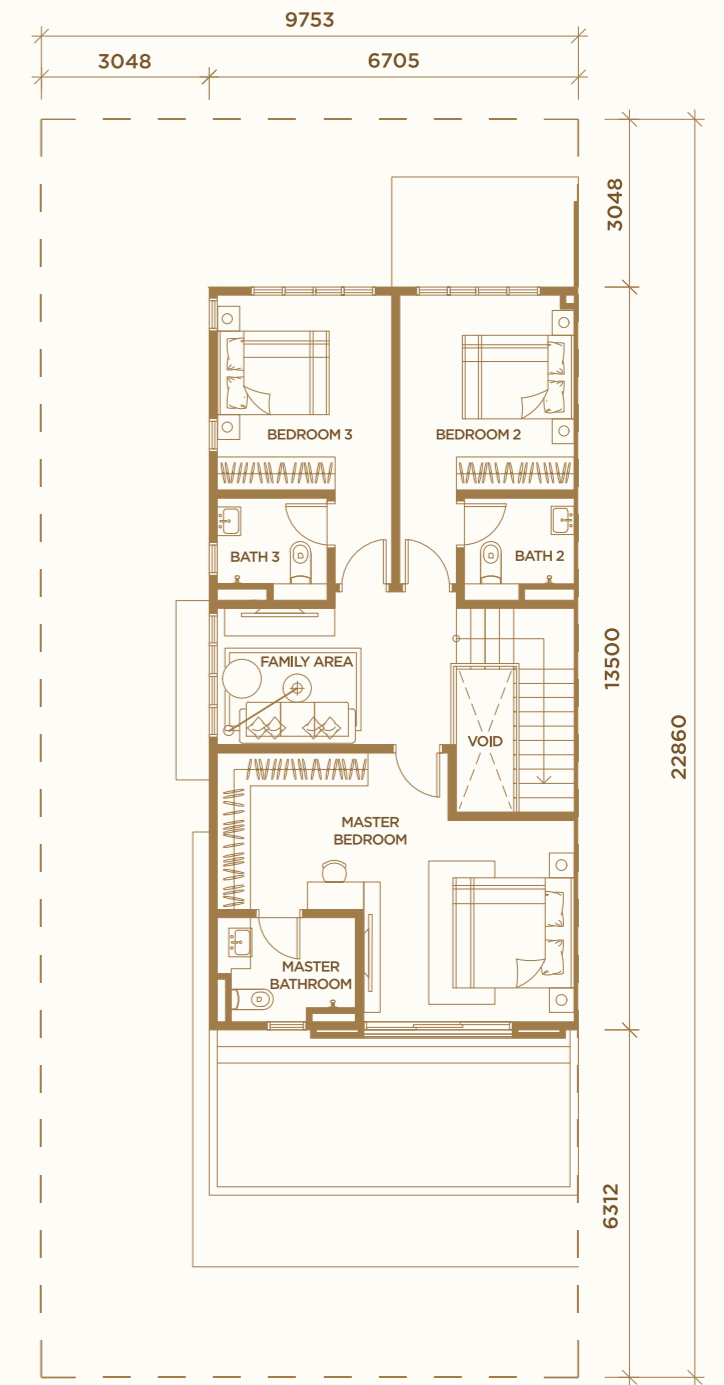 9753
3048
6705
3048
BEDROOM 3
BEDROOM 2
BATH 3
BATH 2
FAMILY AREA
13500
VOID
22860
MASTER
BEDROOM
MASTER
BATHROOM
6312